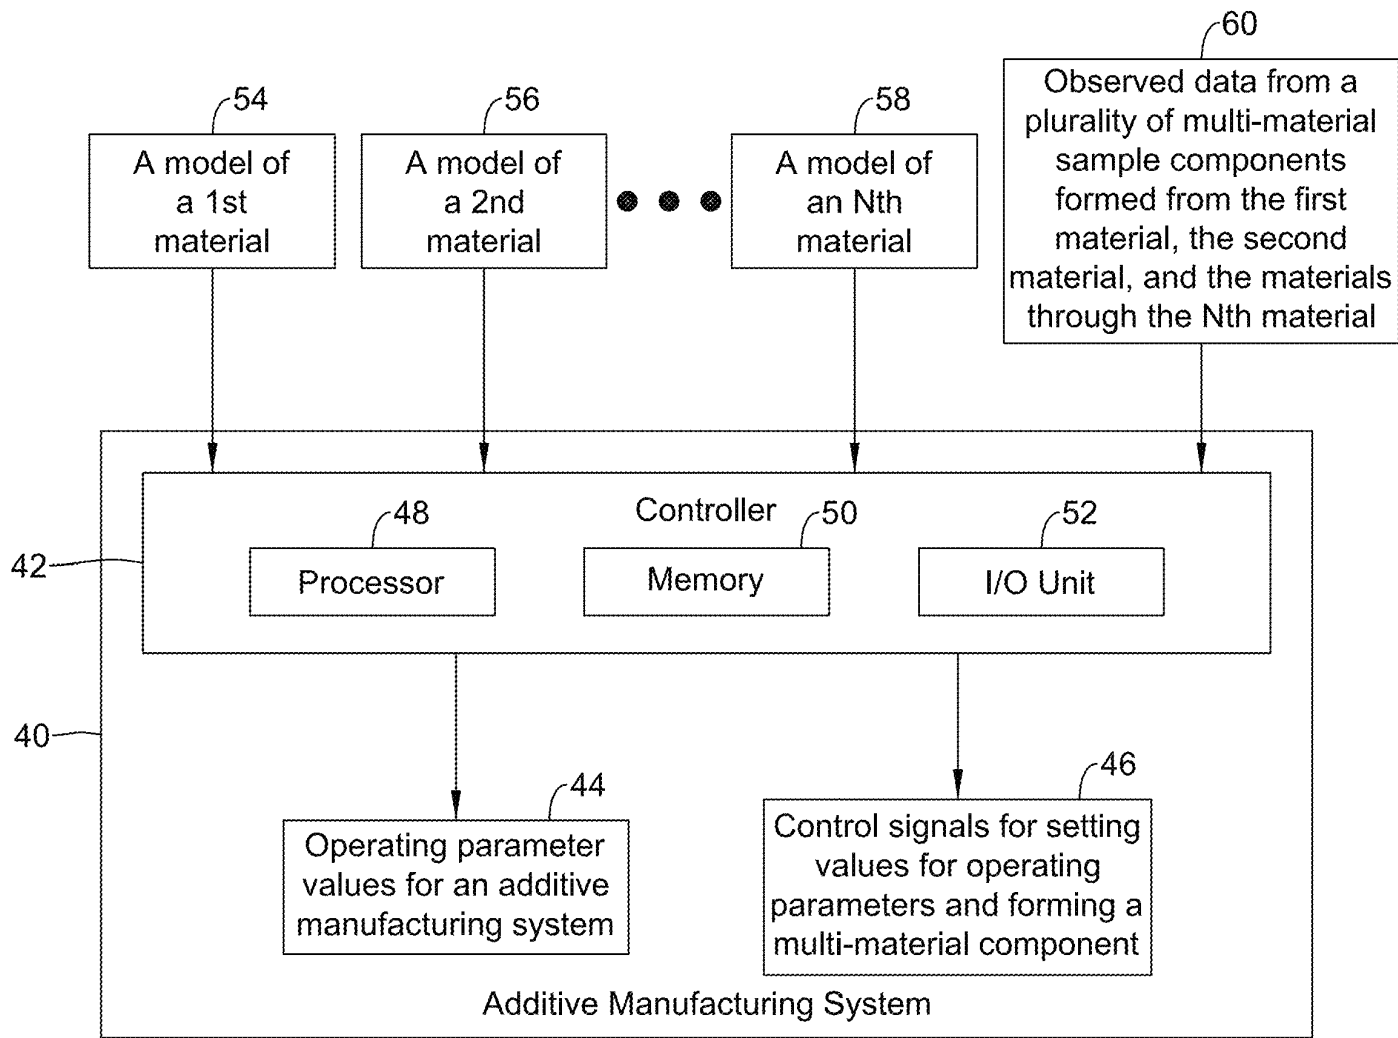 54
A model of
a 1st
material
56
A model of
a 2nd
material
58
A model of
an Nth
material
60
Observed data from a
plurality of multi-material
sample components
formed from the first
material, the second
material, and the materials
through the Nth material
Controller
48
Processor
50
Memory
52
I/O Unit
42
40
44
Operating parameter
values for an additive
manufacturing system
46
Control signals for setting
values for operating
parameters and forming a
multi-material component
Additive Manufacturing System